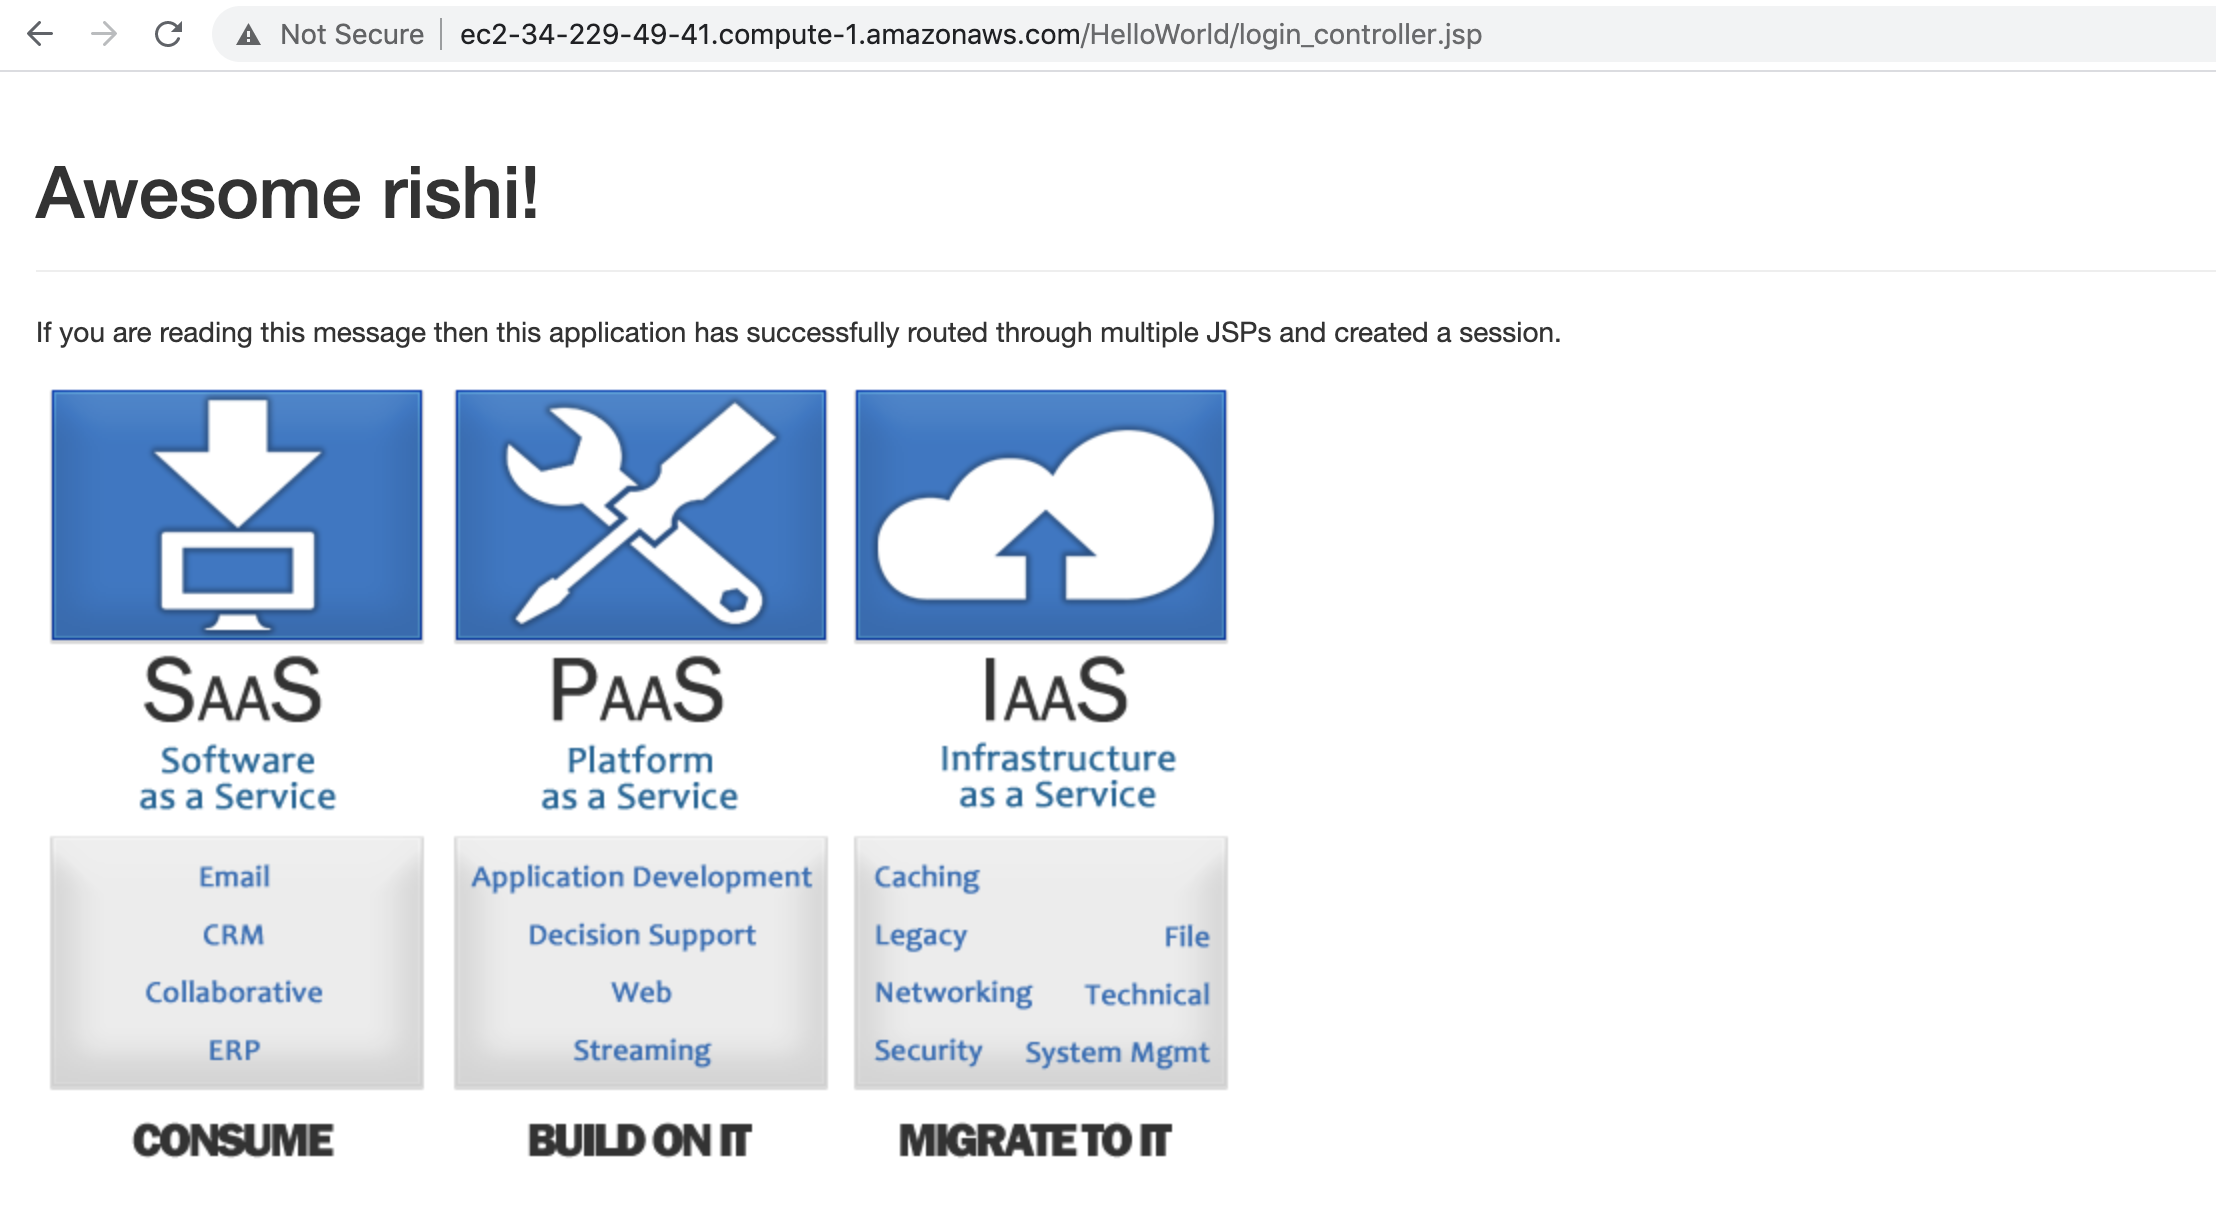 Not Secure ec2-34-229-49-41.compute-1.amazonaws.com/HelloWorld/login_controller.jsp
Awesome rishi!
If you are reading this message then this application has successfully routed through multiple JSPs and created a session.
SAAS
Software
as a Service
Email
CRM
Collaborative
ERP
CONSUME
PAAS
Platform
as a Service
Application Development
Decision Support
Web
Streaming
BUILD ON IT
IAAS
Infrastructure
as a Service
Caching
Legacy File
Networking Technical
Security System Mgmt
MIGRATE TO IT